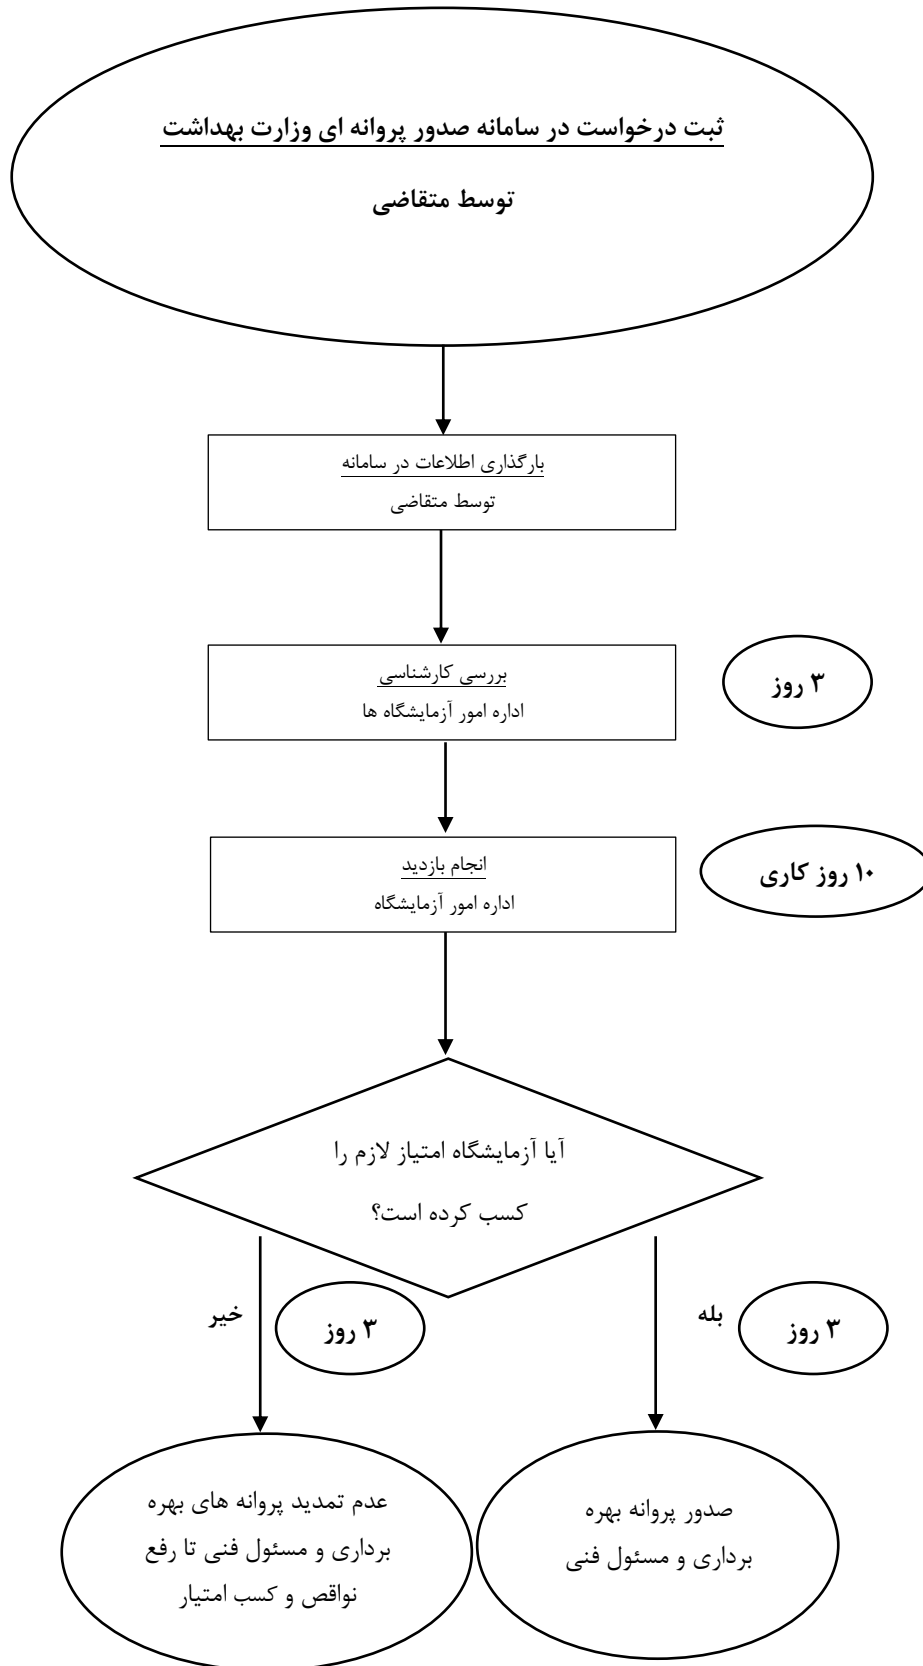 ثبت درخواست در سامانه صدور پروانه ای وزارت بهداشت
توسط متقاضی
بارگذاری اطلاعات در سامانه
توسط متقاضی
بررسی کارشناسی
اداره امور آزمایشگاه ها
۳ روز
انجام بازدید
اداره امور آزمایشگاه
۱۰ روز کاری
آیا آزمایشگاه امتیاز لازم را
کسب کرده است؟
بله
۳ روز
خیر
۳ روز
صدور پروانه بهره
برداری و مسئول فنی
عدم تمدید پروانه های بهره
برداری و مسئول فنی تا رفع
نواقص و کسب امتیار